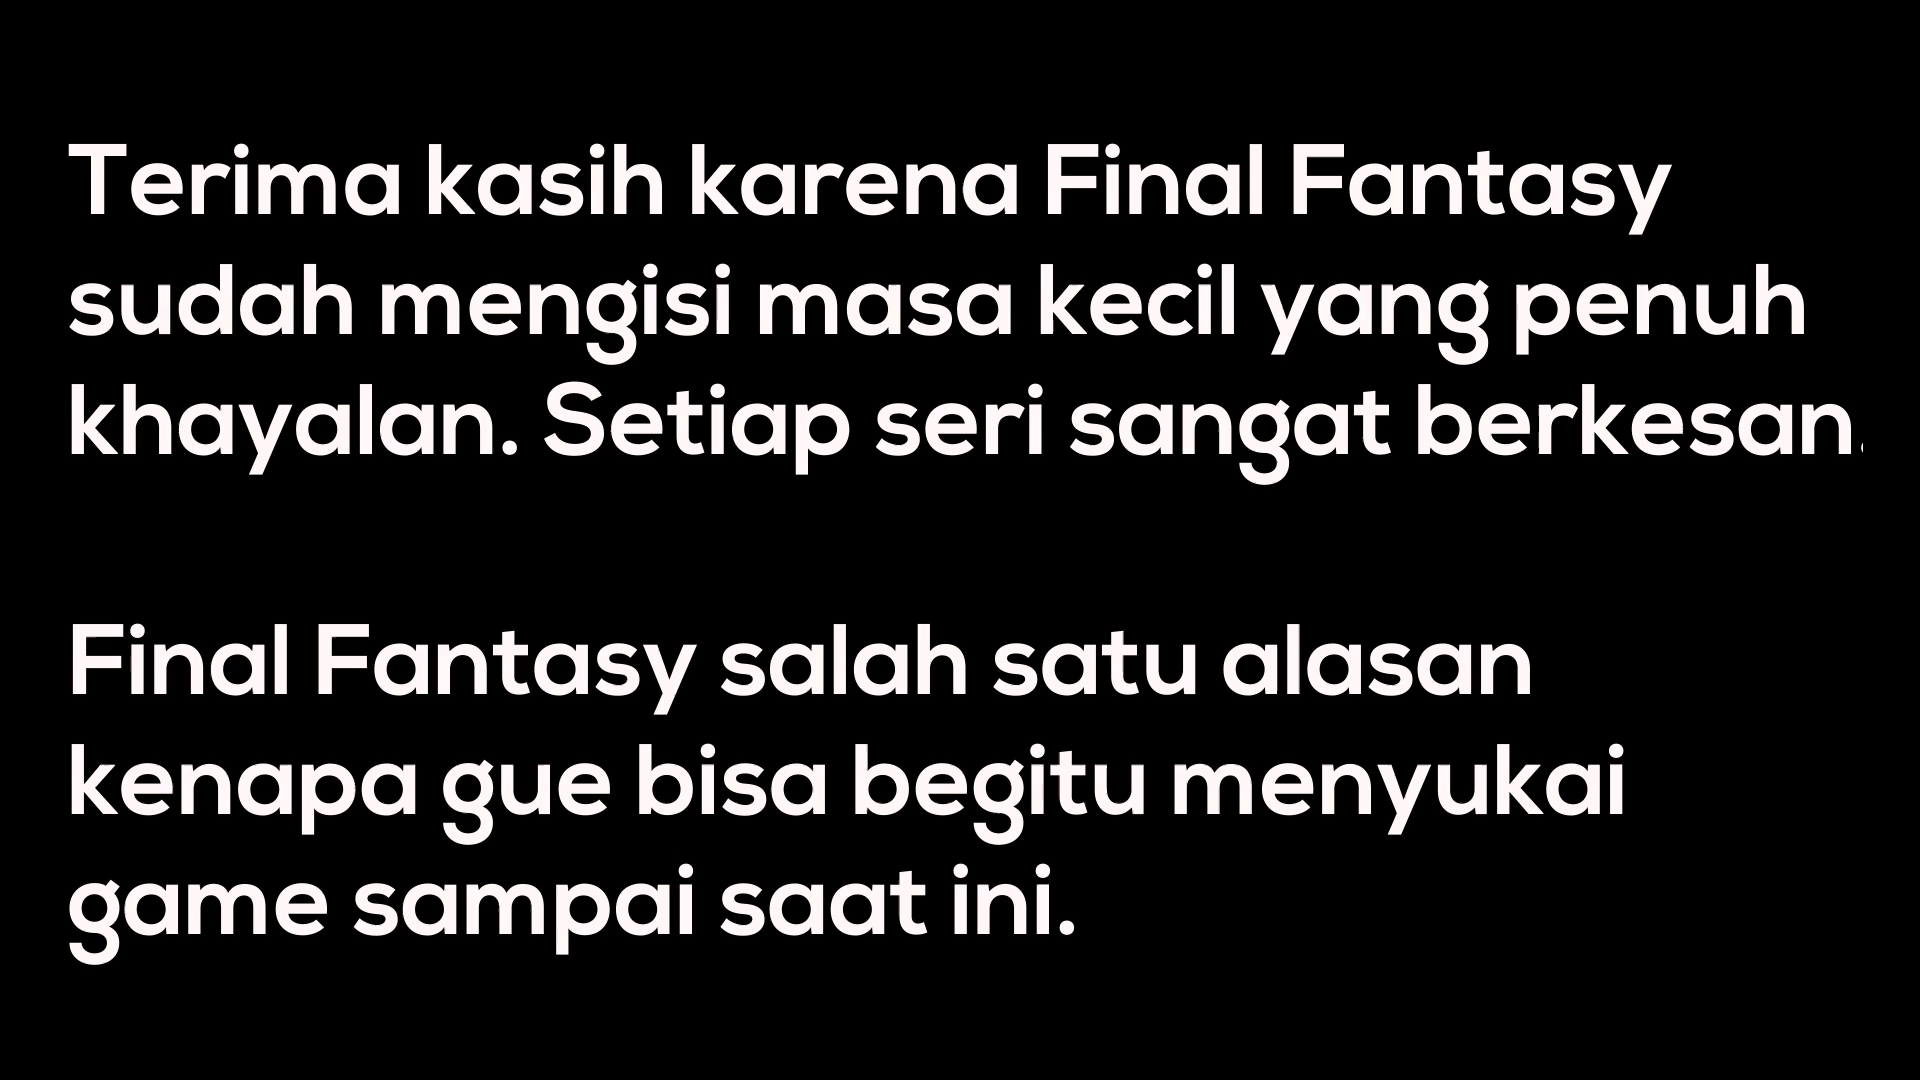 Terima kasih karena Final Fantasy
sudah mengisi masa kecil yang penuh
khayalan. Setiap seri sangat berkesan.
Final Fantasy salah satu alasan
kenapa gue bisa begitu menyukai
game sampai saat ini.